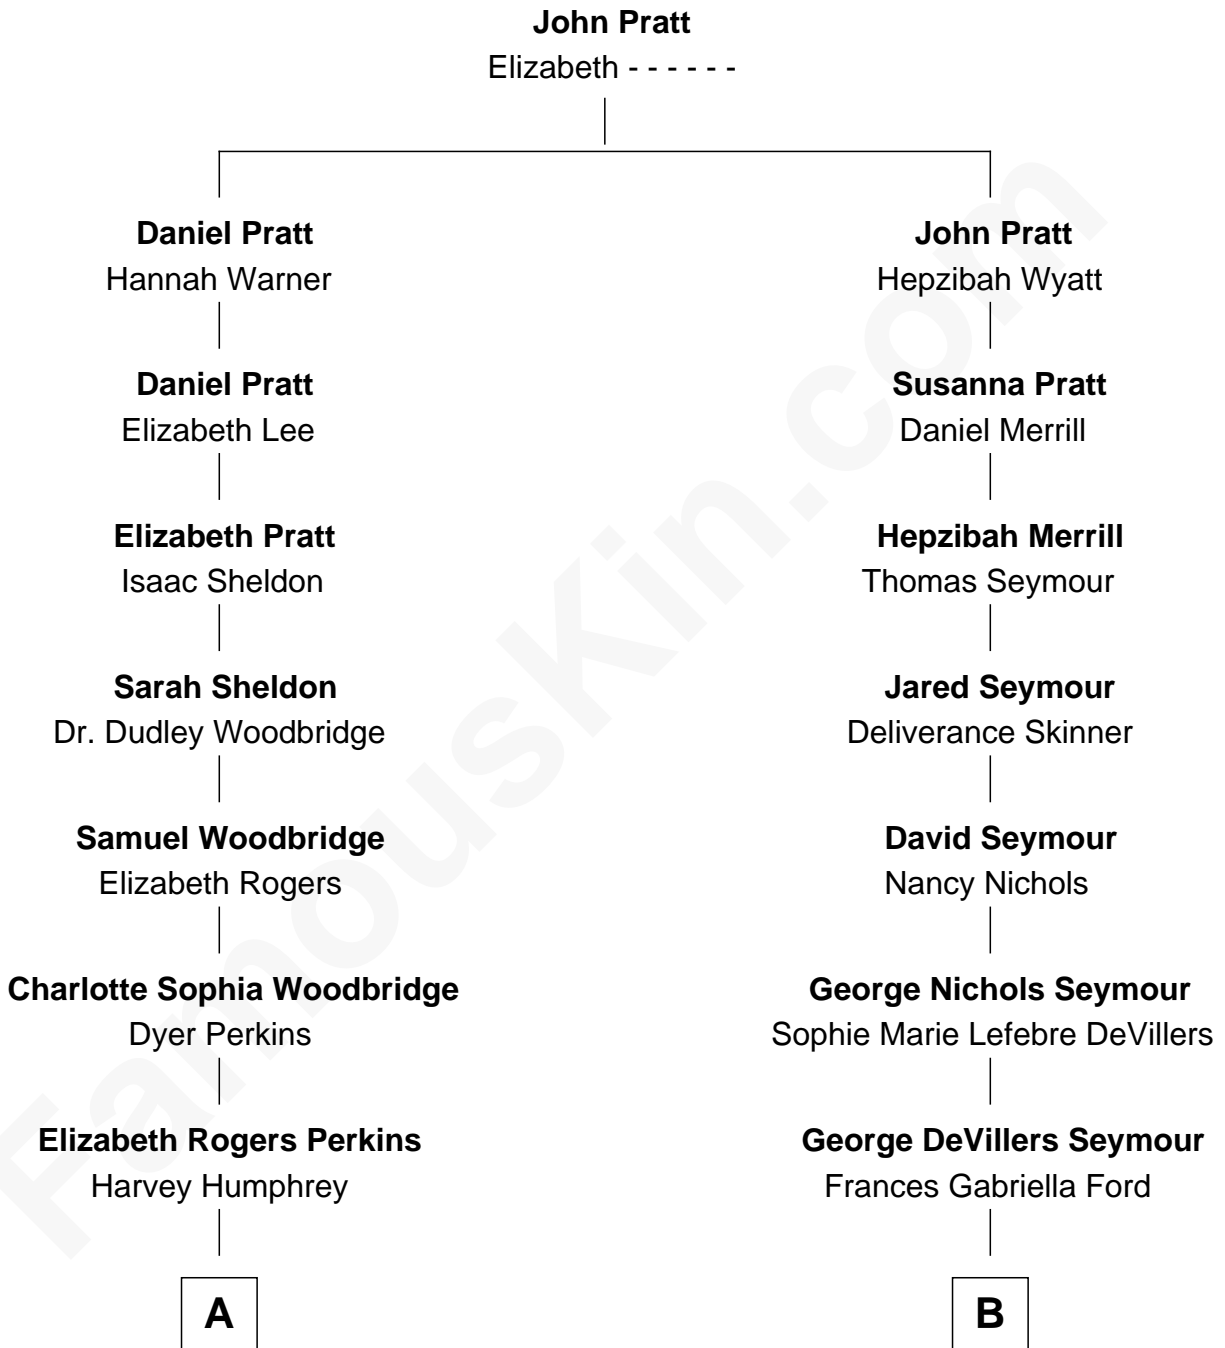 John Pratt
Elizabeth - - - - - -
Daniel Pratt
Hannah Warner
John Pratt
Hepzibah Wyatt
Daniel Pratt
Elizabeth Lee
Susanna Pratt
Daniel Merrill
Elizabeth Pratt
Isaac Sheldon
Hepzibah Merrill
Thomas Seymour
Sarah Sheldon
Dr. Dudley Woodbridge
Jared Seymour
Deliverance Skinner
Samuel Woodbridge
Elizabeth Rogers
David Seymour
Nancy Nichols
Charlotte Sophia Woodbridge
Dyer Perkins
George Nichols Seymour
Sophie Marie Lefebre DeVillers
Elizabeth Rogers Perkins
Harvey Humphrey
George DeVillers Seymour
Frances Gabriella Ford
A
B
FamousKin.com